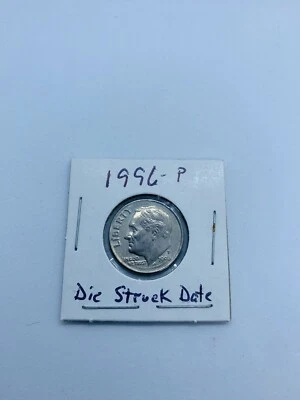 1996-P
LIBERTY
Die Struck Date